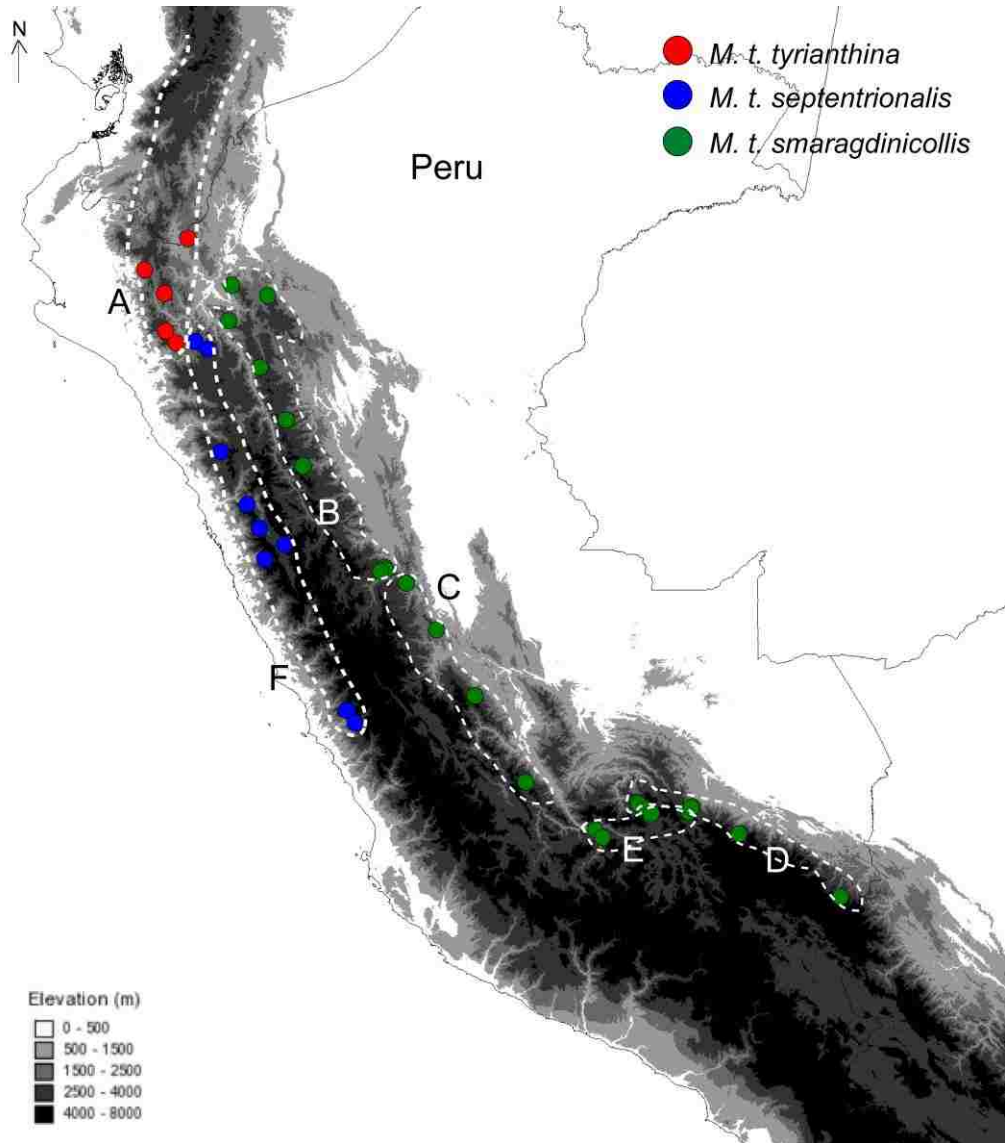 N
M. t. tyrianthina
M. t. septentrionalis
M. t. smaragdinicollis
Peru
A
B
C
F
E
D
Elevation (m)
0 - 500
500 - 1500
1500 - 2500
2500 - 4000
4000 - 8000